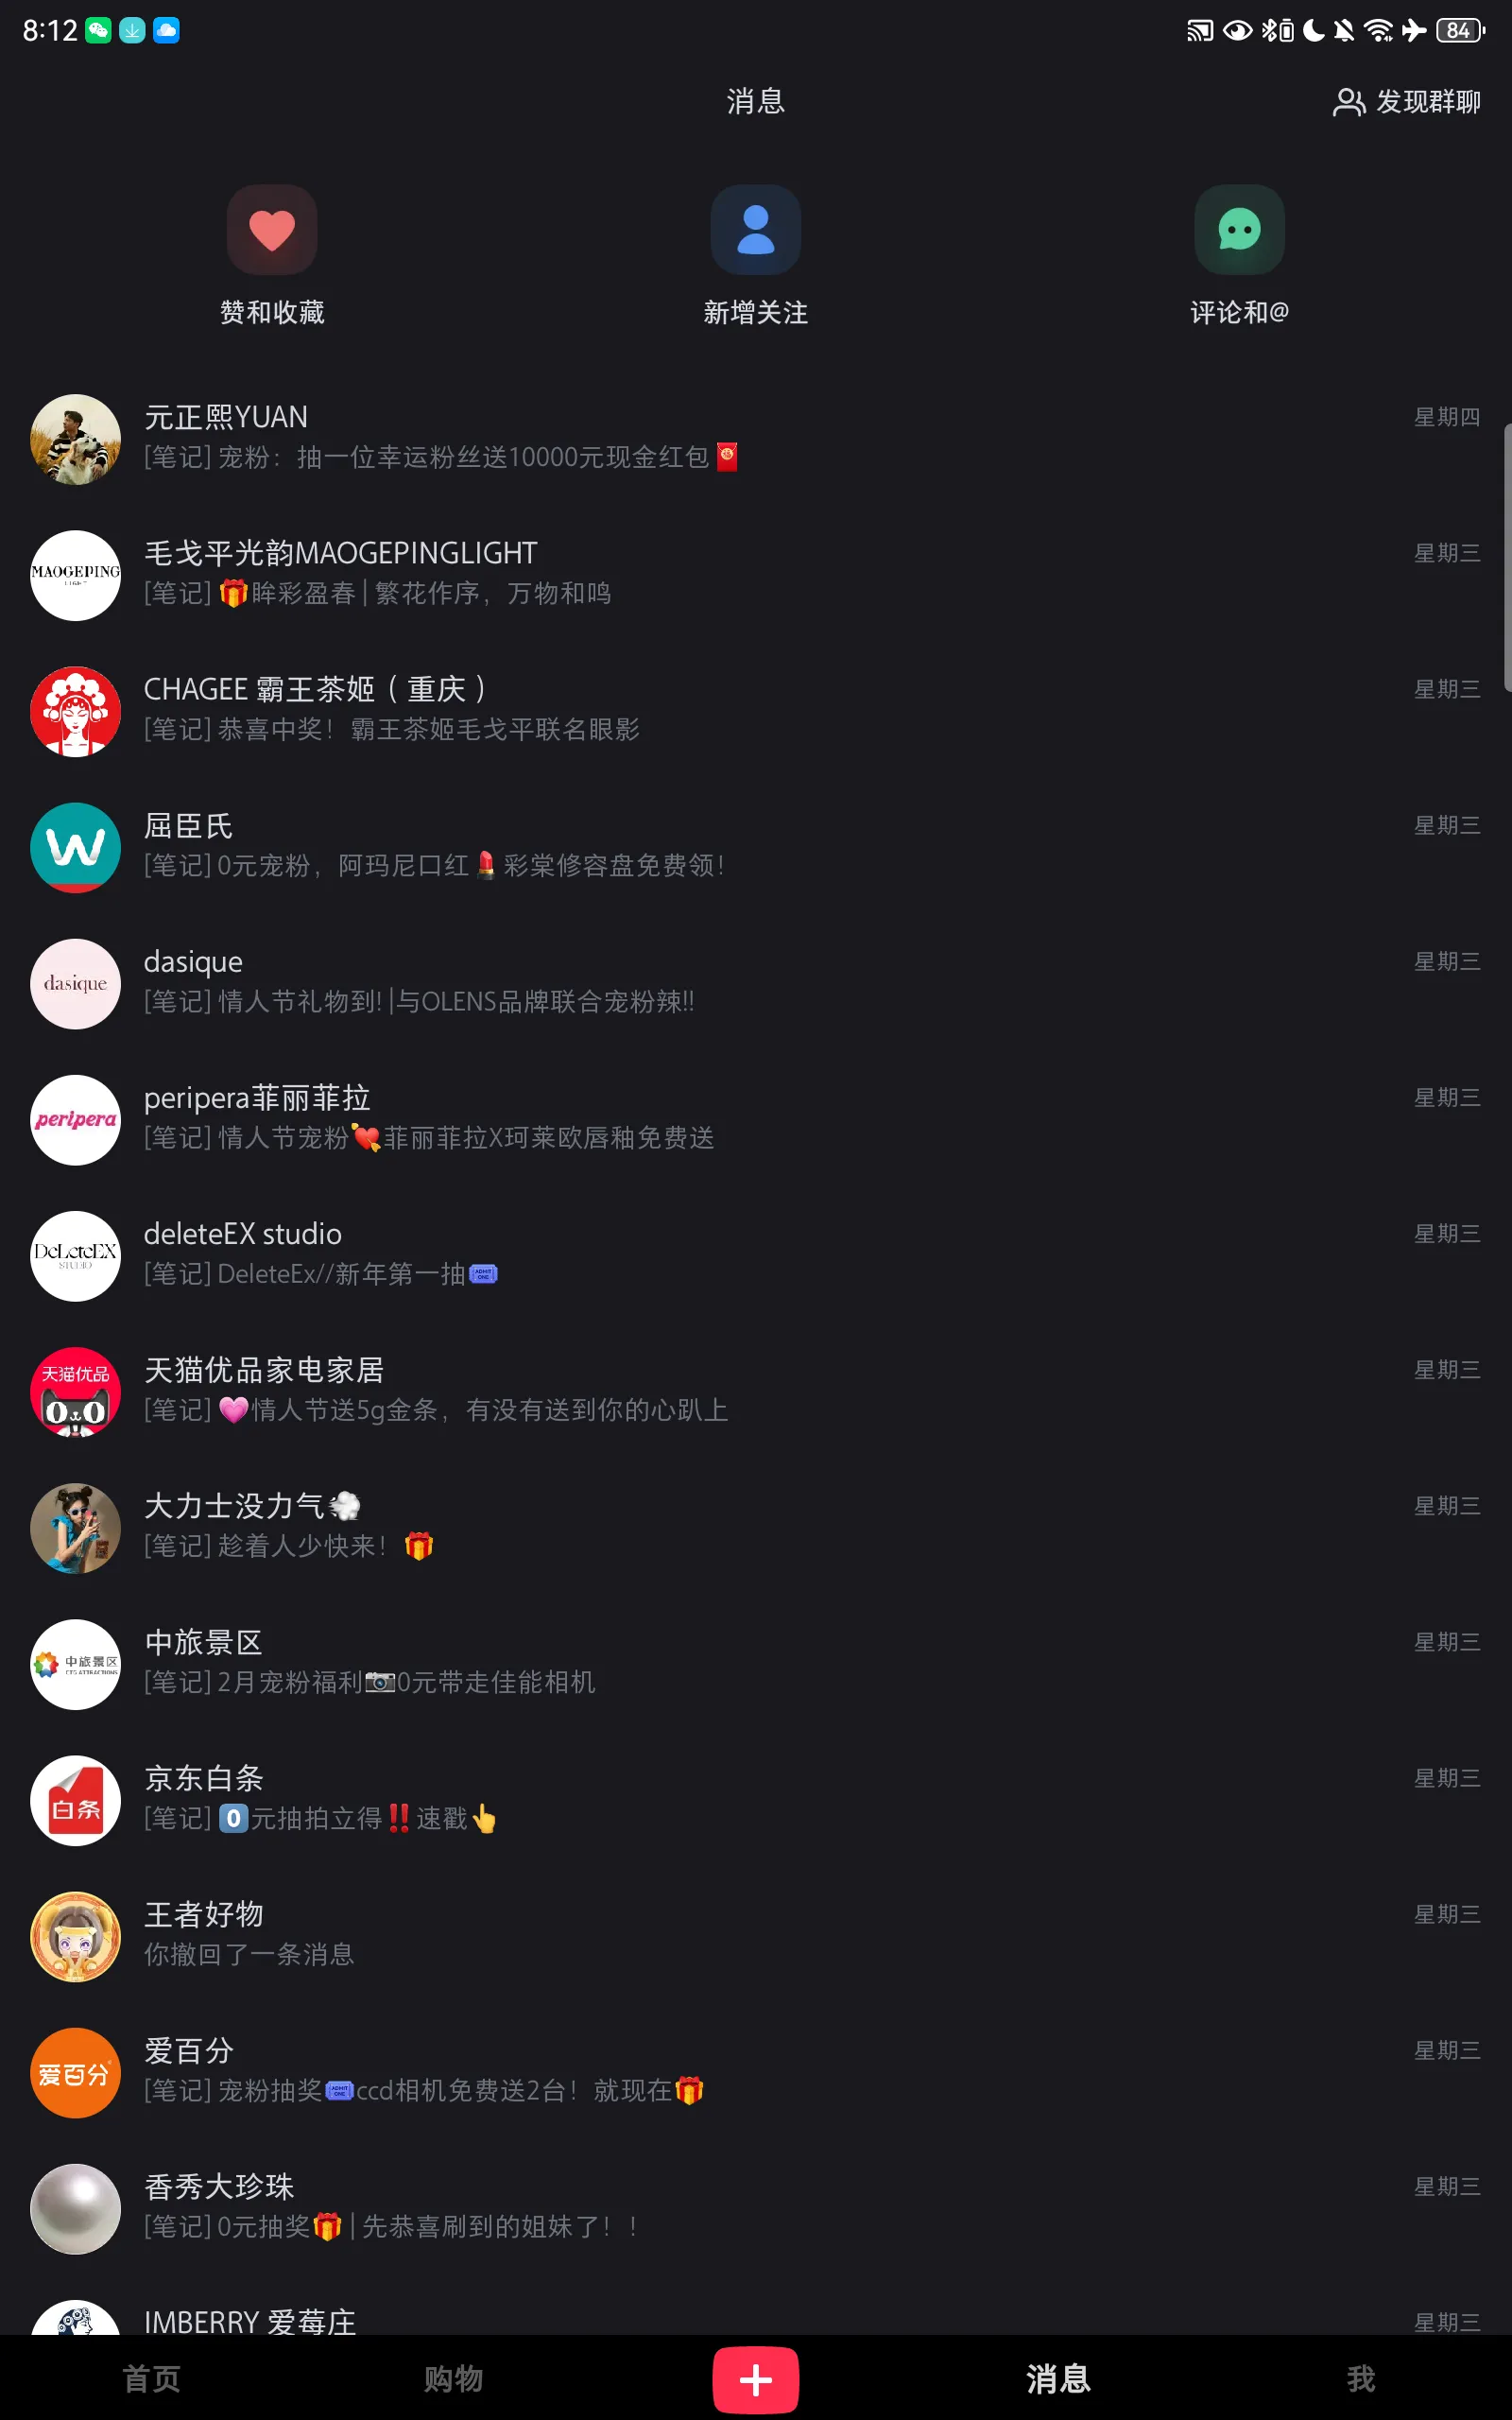 8:12
84
消息
发现群聊
赞和收藏
新增关注
评论和@
元正熙YUAN
星期四
[笔记] 宠粉：抽一位幸运粉丝送10000元现金红包🧧
MAOGEPING
LIGHT
毛戈平光韵MAOGEPINGLIGHT
星期三
[笔记] 🎁眸彩盈春 | 繁花作序，万物和鸣
CHAGEE 霸王茶姬（重庆）
星期三
[笔记] 恭喜中奖！霸王茶姬毛戈平联名眼影
屈臣氏
星期三
[笔记] 0元宠粉，阿玛尼口红💄彩棠修容盘免费领！
dasique
dasique
星期三
[笔记] 情人节礼物到! |与OLENS品牌联合宠粉辣!!
peripera
peripera菲丽菲拉
星期三
[笔记] 情人节宠粉💘菲丽菲拉X珂莱欧唇釉免费送
DeLeteEX
STUDIO
deleteEX studio
星期三
[笔记] DeleteEx//新年第一抽🎟
天猫优品
天猫优品家电家居
星期三
[笔记] 💗情人节送5g金条，有没有送到你的心趴上
大力士没力气💨
星期三
[笔记] 趁着人少快来！🎁
中旅景区
CTS ATTRACTIONS
中旅景区
星期三
[笔记] 2月宠粉福利📷0元带走佳能相机
白条
京东白条
星期三
[笔记] 0️⃣元抽拍立得‼️速戳👆
王者好物
星期三
你撤回了一条消息
爱百分
爱百分
星期三
[笔记] 宠粉抽奖🎟ccd相机免费送2台！就现在🎁
香秀大珍珠
星期三
[笔记] 0元抽奖🎁 | 先恭喜刷到的姐妹了！！
IMBERRY 爱莓庄
星期三
首页
购物
消息
我